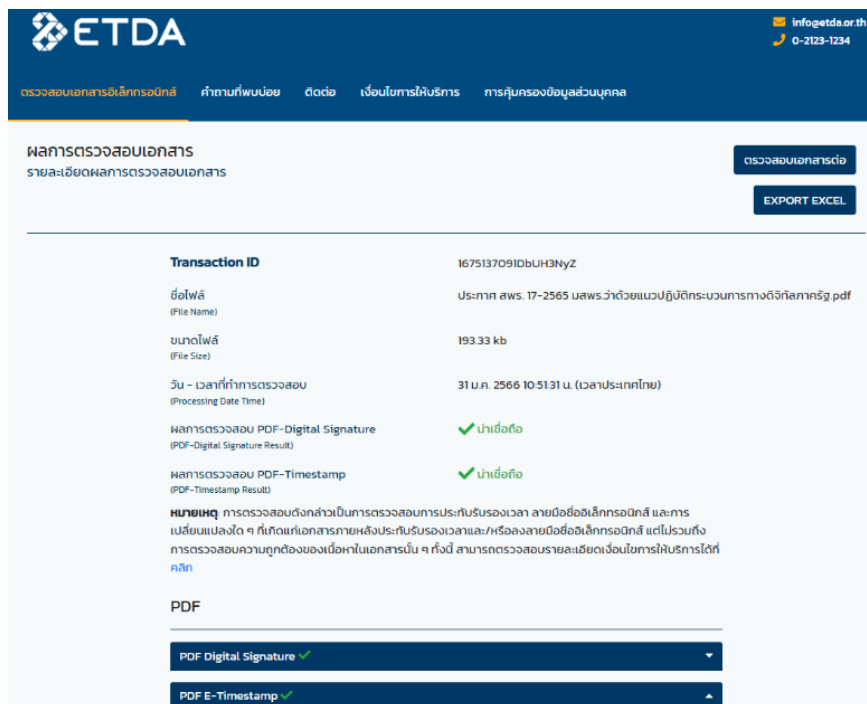 ETDA
info@etda.or.th
0-2123-1234
ตรวจสอบเอกสารอิเล็กทรอนิกส์ คำถามที่พบบ่อย ติดต่อ เงื่อนไขการให้บริการ การคุ้มครองข้อมูลส่วนบุคคล
ผลการตรวจสอบเอกสาร
รายละเอียดผลการตรวจสอบเอกสาร
ตรวจสอบเอกสารต่อ
EXPORT EXCEL
Transaction ID 1675137091DbUH3NyZ
ชื่อไฟล์ ประกาศ สพร. 17-2565 มสพร.ว่าด้วยแนวปฏิบัติกระบวนการทางดิจิทัลภาครัฐ.pdf
(File Name)
ขนาดไฟล์ 193.33 kb
(File Size)
วัน - เวลาที่ทำการตรวจสอบ 31 ม.ค. 2566 10:51:31 น. (เวลาประเทศไทย)
(Processing Date Time)
ผลการตรวจสอบ PDF-Digital Signature น่าเชื่อถือ
(PDF-Digital Signature Result)
ผลการตรวจสอบ PDF-Timestamp น่าเชื่อถือ
(PDF-Timestamp Result)
หมายเหตุ: การตรวจสอบดังกล่าวเป็นการตรวจสอบการประทับรับรองเวลา ลายมือชื่ออิเล็กทรอนิกส์ และการ
เปลี่ยนแปลงใด ๆ ที่เกิดแก่เอกสารภายหลังประทับรับรองเวลาและ/หรือลงลายมือชื่ออิเล็กทรอนิกส์ แต่ไม่รวมถึง
การตรวจสอบความถูกต้องของเนื้อหาในเอกสารนั้น ๆ ทั้งนี้ สามารถตรวจสอบรายละเอียดเงื่อนไขการให้บริการได้ที่
คลิก
PDF
PDF Digital Signature
PDF E-Timestamp